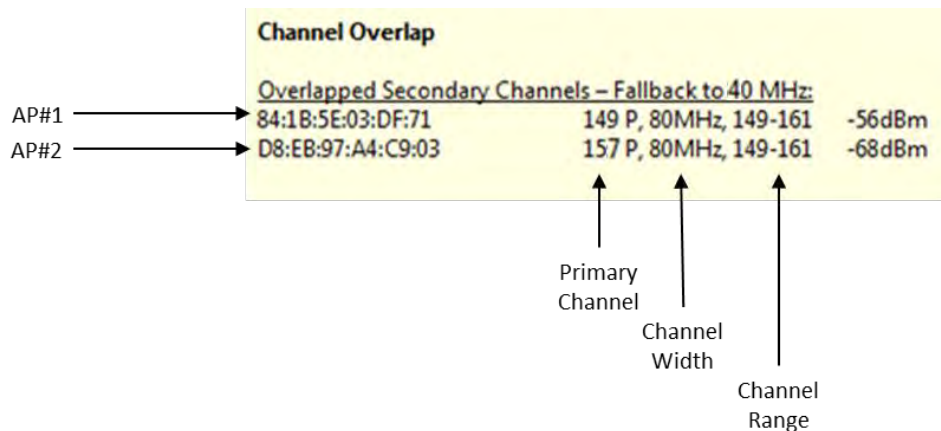 Channel Overlap
Overlapped Secondary Channels – Fallback to 40 MHz:
AP#1
84:1B:5E:03:DF:71 149 P, 80MHz, 149-161 -56dBm
AP#2
D8:EB:97:A4:C9:03 157 P, 80MHz, 149-161 -68dBm
Primary
Channel
Channel
Width
Channel
Range